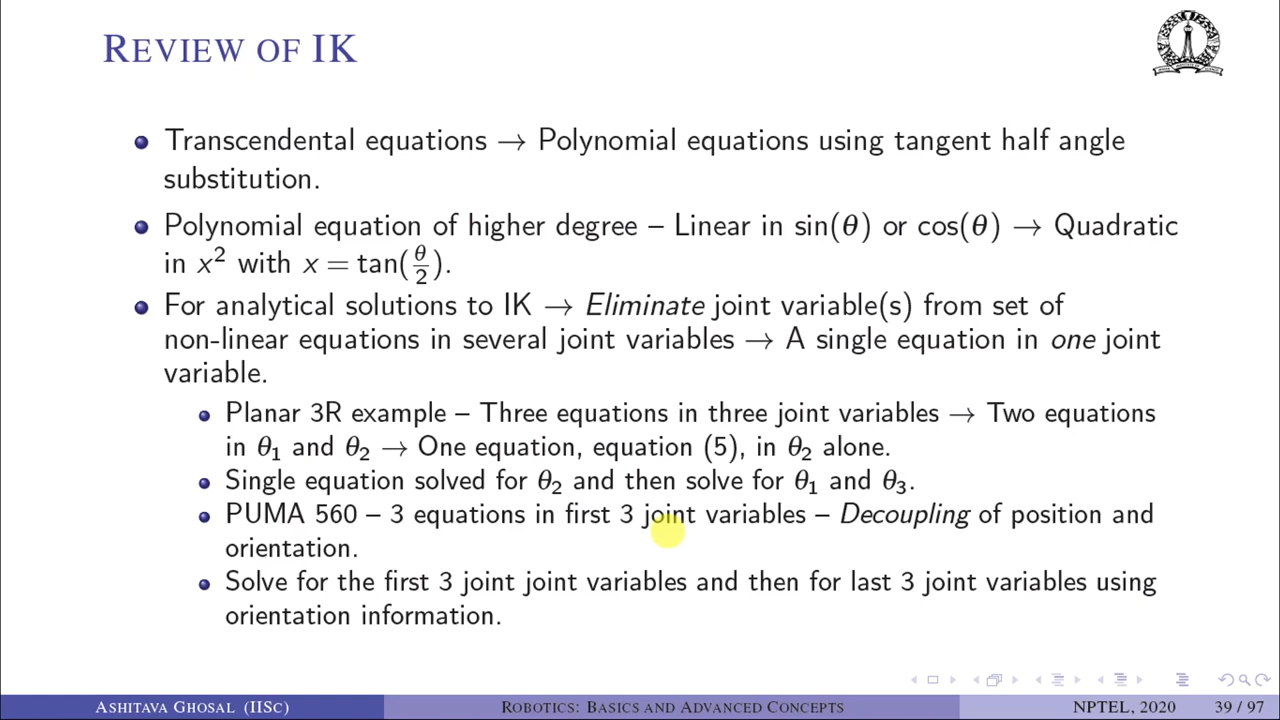 REVIEW OF IK
Transcendental equations → Polynomial equations using tangent half angle
substitution.
Polynomial equation of higher degree – Linear in sin(θ) or cos(θ) → Quadratic
in x² with x = tan(θ/2).
For analytical solutions to IK → Eliminate joint variable(s) from set of
non-linear equations in several joint variables → A single equation in one joint
variable.
Planar 3R example – Three equations in three joint variables → Two equations
in θ₁ and θ₂ → One equation, equation (5), in θ₂ alone.
Single equation solved for θ₂ and then solve for θ₁ and θ₃.
PUMA 560 – 3 equations in first 3 joint variables – Decoupling of position and
orientation.
Solve for the first 3 joint joint variables and then for last 3 joint variables using
orientation information.
ASHITAVA GHOSAL (IISC) ROBOTICS: BASICS AND ADVANCED CONCEPTS NPTEL, 2020 39 / 97